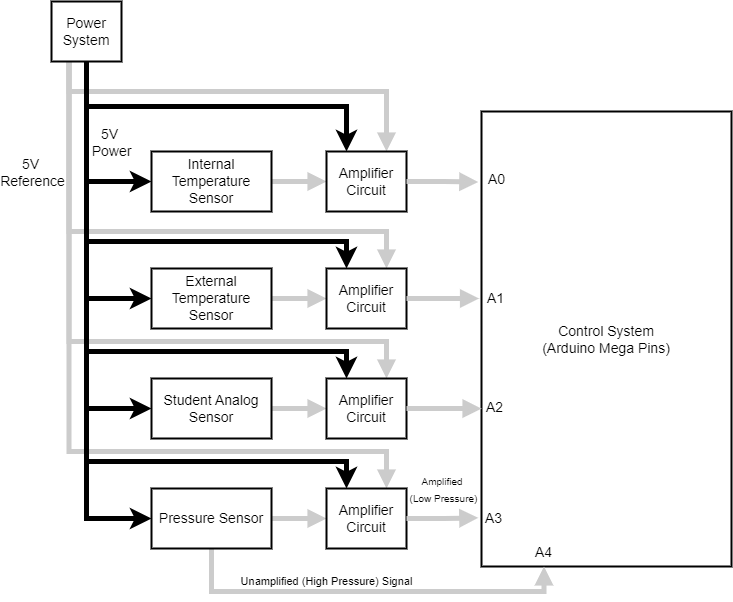 Power
System
5V
Power
5V
Reference
Internal
Temperature
Sensor
Amplifier
Circuit
A0
External
Temperature
Sensor
Amplifier
Circuit
A1
Control System
(Arduino Mega Pins)
Student Analog
Sensor
Amplifier
Circuit
A2
Pressure Sensor
Amplifier
Circuit
Amplified
(Low Pressure)
A3
A4
Unamplified (High Pressure) Signal